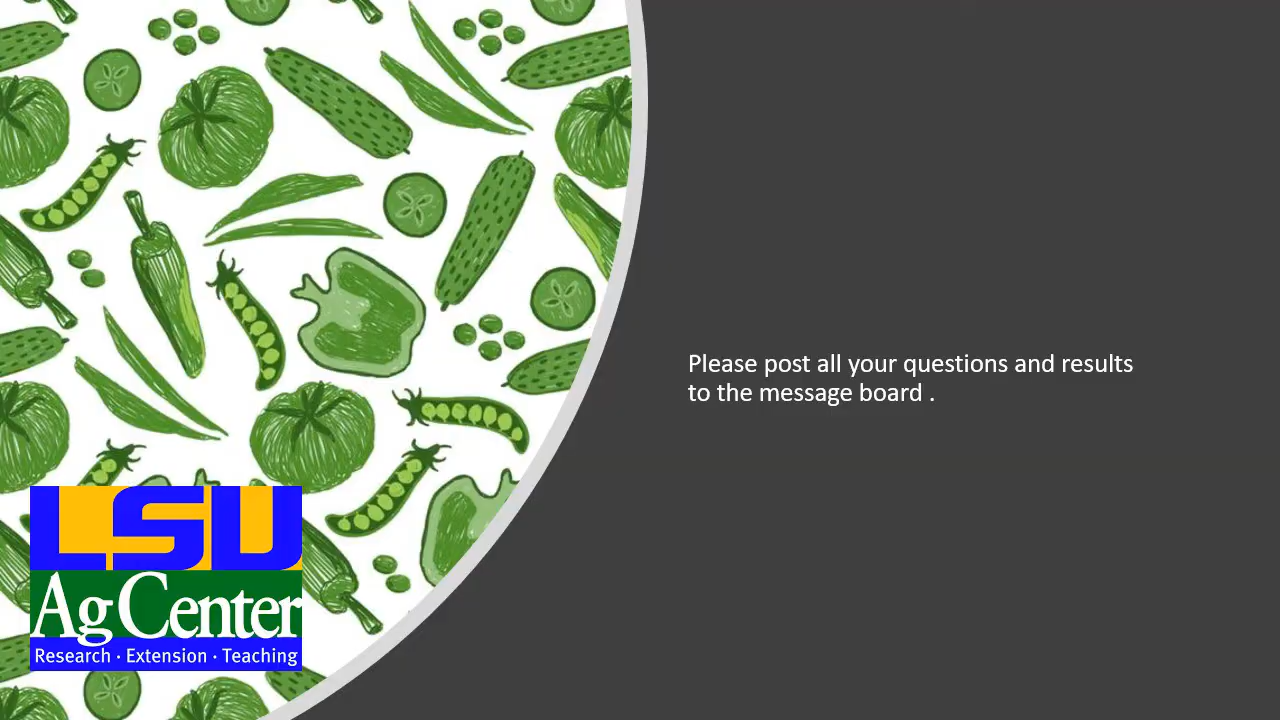 Please post all your questions and results
to the message board .
LSU
AgCenter
Research · Extension · Teaching